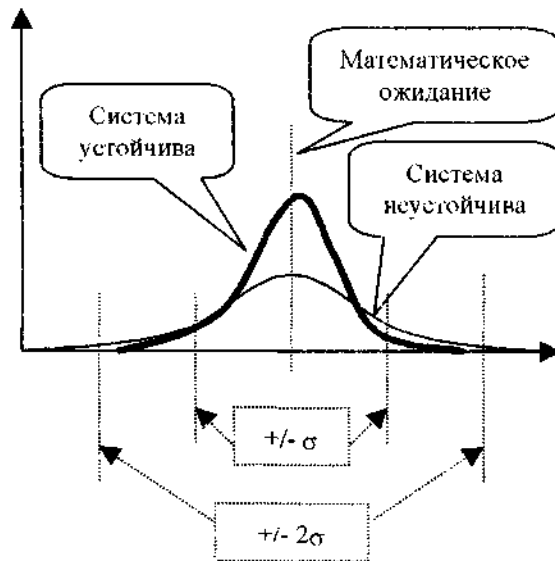 Математическое
ожидание
Система
устойчива
Система
неустойчива
+/- σ
+/- 2σ